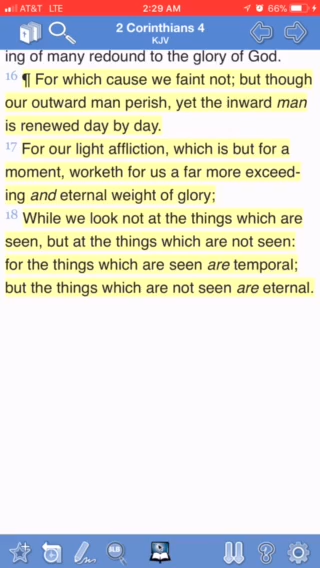 AT&T LTE 2:29 AM 66%
2 Corinthians 4
KJV
ing of many redound to the glory of God.
16 ¶ For which cause we faint not; but though
our outward man perish, yet the inward man
is renewed day by day.
17 For our light affliction, which is but for a
moment, worketh for us a far more exceed-
ing and eternal weight of glory;
18 While we look not at the things which are
seen, but at the things which are not seen:
for the things which are seen are temporal;
but the things which are not seen are eternal.
BLB